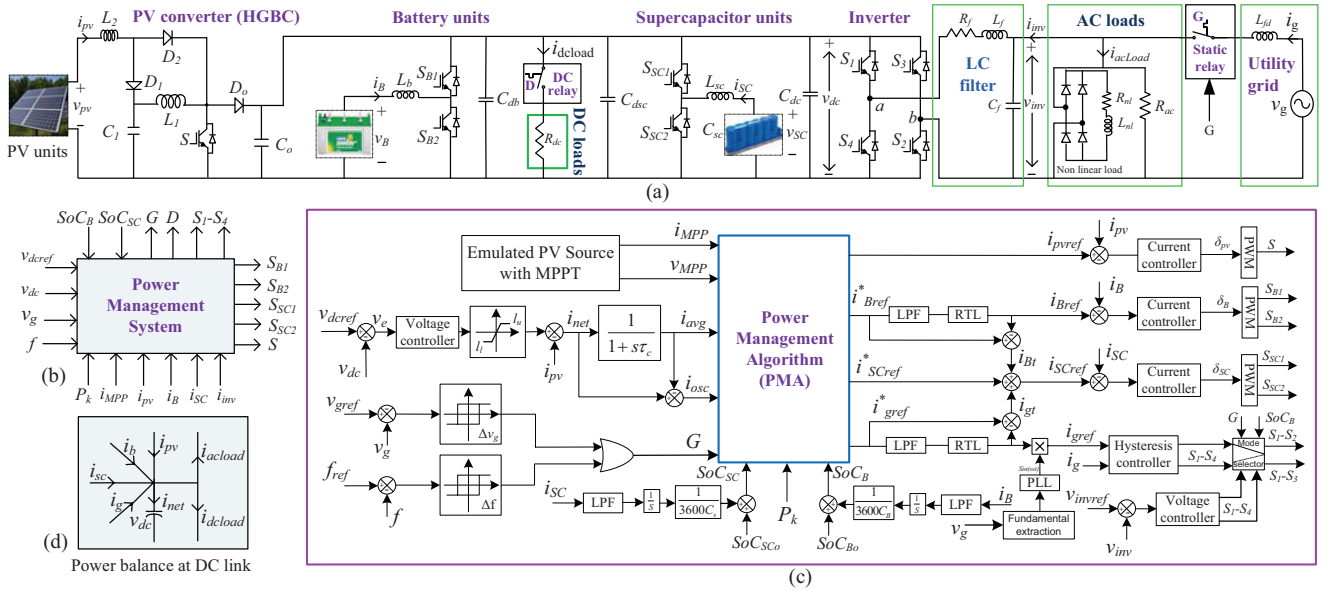 PV converter (HGBC)
Battery units
Supercapacitor units
Inverter
AC loads
i_pv
L_2
D_2
D_1
L_1
C_1
S
D_o
C_o
v_pv
PV units
i_B
L_b
S_B1
S_B2
v_B
C_db
i_dcload
D
DC relay
R_dc
DC loads
C_dsc
S_SC1
S_SC2
L_sc
i_SC
C_sc
v_SC
C_dc
v_dc
S_1
S_3
S_4
S_2
a
b
R_f
L_f
LC filter
C_f
i_inv
v_inv
i_acLoad
R_nl
L_nl
R_ac
Non linear load
G
Static relay
G
L_fd
i_g
Utility grid
v_g
(a)
SoC_B
SoC_SC
G
D
S_1-S_4
v_dcref
v_dc
v_g
f
Power Management System
S_B1
S_B2
S_SC1
S_SC2
S
P_k
i_MPP
i_pv
i_B
i_SC
i_inv
(b)
i_b
i_pv
i_acload
i_sc
i_g
i_net
v_dc
i_dcload
(d)
Power balance at DC link
Emulated PV Source with MPPT
i_MPP
v_MPP
v_dcref
v_e
v_dc
Voltage controller
l_u
l_l
i_net
i_pv
1
1+sτ_c
i_avg
i_osc
v_gref
v_g
Δv_g
f_ref
f
Δf
G
i_SC
LPF
1
S
1
3600C_s
SoC_SC
SoC_SCo
Power Management Algorithm (PMA)
P_k
SoC_B
SoC_Bo
1
3600C_B
1
S
LPF
i_B
i_pvref
i_pv
Current controller
δ_pv
PWM
S
i*_Bref
LPF
RTL
i_Bref
i_B
Current controller
δ_B
PWM
S_B1
S_B2
i_Bt
i*_SCref
i_SCref
i_SC
Current controller
δ_SC
PWM
S_SC1
S_SC2
i_gt
i*_gref
LPF
RTL
i_gref
i_g
Hysteresis controller
S_1-S_4
G
SoC_B
Mode selector
S_1-S_2
S_1-S_3
PLL
v_g
Fundamental extraction
v_invref
v_inv
Voltage controller
S_1-S_4
(c)